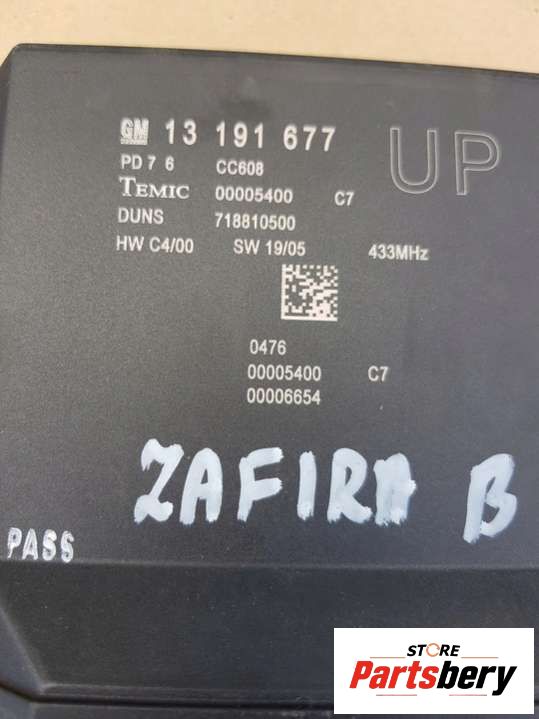 GM 13 191 677
UP
PD 7 6 CC608
TEMIC 00005400 C7
DUNS 718810500
HW C4/00 SW 19/05 433MHz
0476
00005400 C7
00006654
ZAFIRA B
PASS
STORE
Partsbery